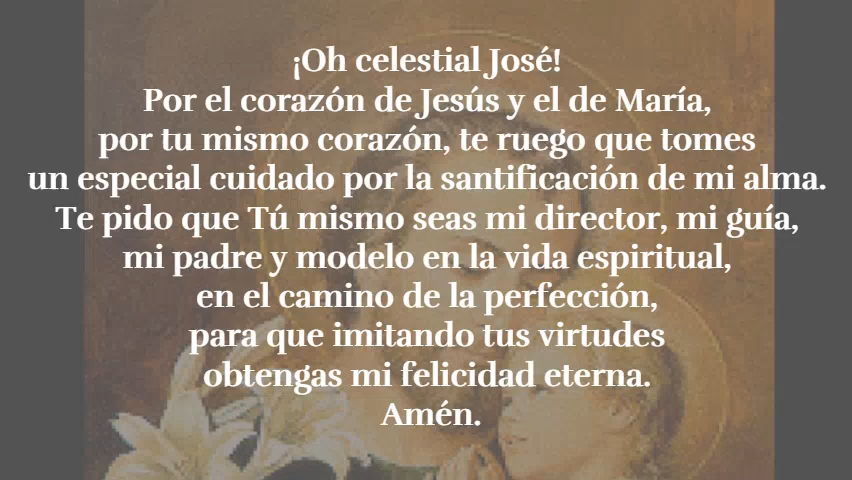 ¡Oh celestial José!
Por el corazón de Jesús y el de María,
por tu mismo corazón, te ruego que tomes
un especial cuidado por la santificación de mi alma.
Te pido que Tú mismo seas mi director, mi guía,
mi padre y modelo en la vida espiritual,
en el camino de la perfección,
para que imitando tus virtudes
obtengas mi felicidad eterna.
Amén.